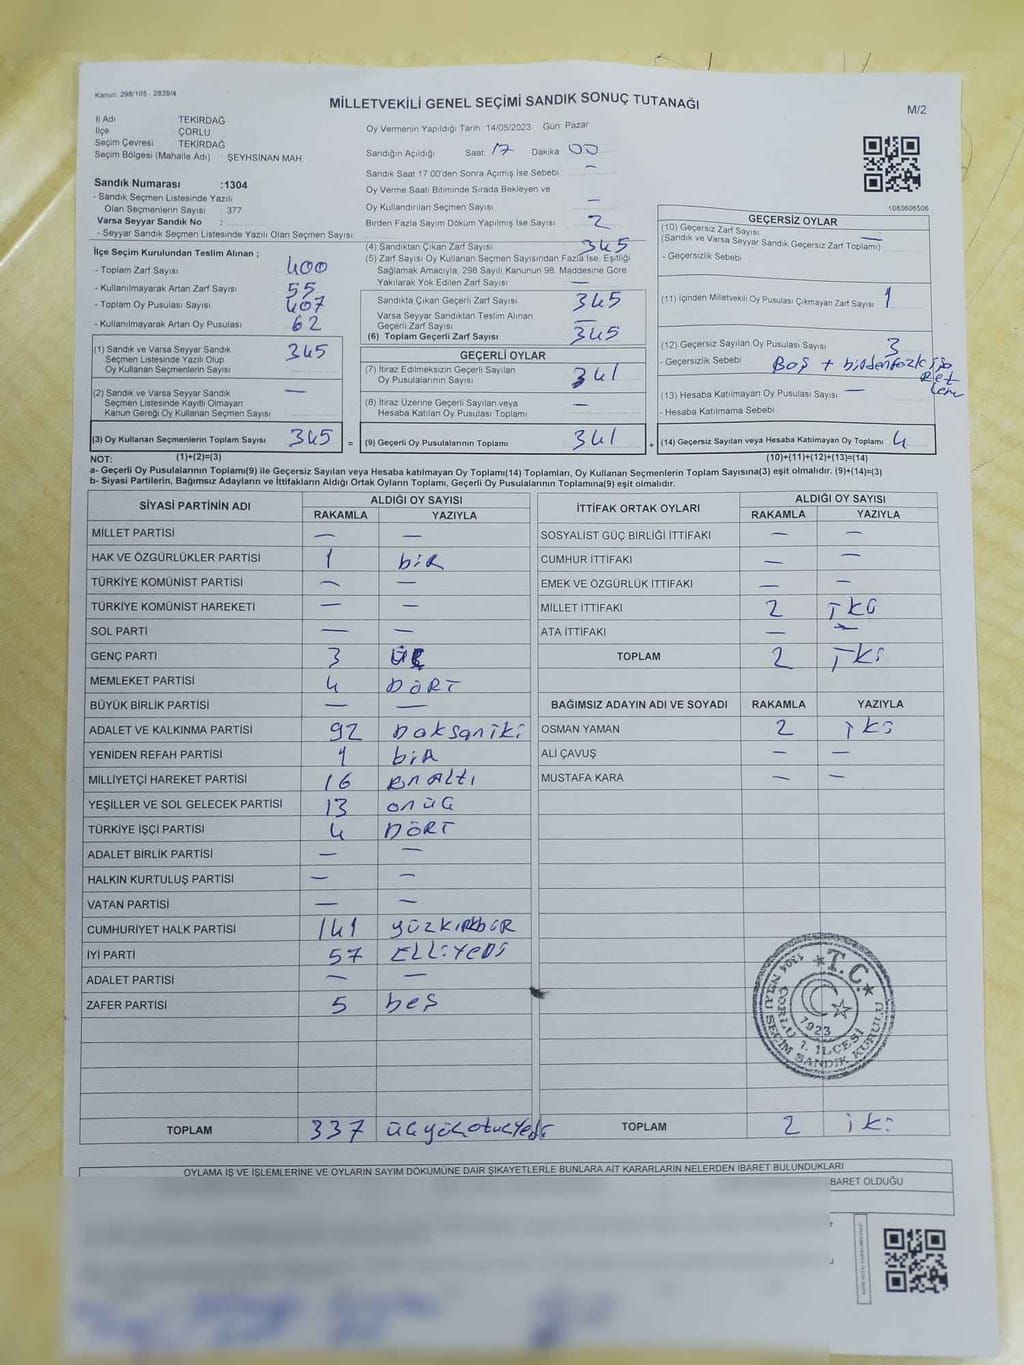 Kanun. 298/105 : 2839/4
MİLLETVEKİLİ GENEL SEÇİMİ SANDIK SONUÇ TUTANAĞI
M/2
İl Adı TEKİRDAĞ
İlçe ÇORLU
Seçim Çevresi TEKİRDAĞ
Seçim Bölgesi (Mahalle Adı) ŞEYHSİNAN MAH.
Sandık Numarası :1304
- Sandık Seçmen Listesinde Yazılı
Olan Seçmenlerin Sayısı : 377
Varsa Seyyar Sandık No :
- Seyyar Sandık Seçmen Listesinde Yazılı Olan Seçmen Sayısı:
Oy Vermenin Yapıldığı Tarih 14/05/2023 Gün: Pazar
Sandığın Açıldığı Saat: 17 Dakika : 00
Sandık Saat 17:00'den Sonra Açımış İse Sebebi : —
Oy Verme Saati Bitiminde Sırada Bekleyen ve
Oy Kullandırılan Seçmen Sayısı —
Birden Fazla Sayım Döküm Yapılmış İse Sayısı 2
1083606506
İlçe Seçim Kurulundan Teslim Alınan ;
- Toplam Zarf Sayısı 400
- Kullanılmayarak Artan Zarf Sayısı : 55
- Toplam Oy Pusulası Sayısı : 407
- Kullanılmayarak Artan Oy Pusulası : 62
(1) Sandık ve Varsa Seyyar Sandık
Seçmen Listesinde Yazılı Olup
Oy Kullanan Seçmenlerin Sayısı : 345
(2) Sandık ve Varsa Seyyar Sandık
Seçmen Listesinde Kayıtlı Olmayan
Kanun Gereği Oy Kullanan Seçmen Sayısı —
(3) Oy Kullanan Seçmenlerin Toplam Sayısı 345 =
(1)+(2)=(3)
(4) Sandıktan Çıkan Zarf Sayısı 345
(5) Zarf Sayısı Oy Kullanan Seçmen Sayısından Fazla İse, Eşitliği
Sağlamak Amacıyla, 298 Sayılı Kanunun 98. Maddesine Göre
Yakılarak Yok Edilen Zarf Sayısı : —
Sandıkta Çıkan Geçerli Zarf Sayısı : 345
Varsa Seyyar Sandıktan Teslim Alınan
Geçerli Zarf Sayısı : —
(6) Toplam Geçerli Zarf Sayısı 345
GEÇERLİ OYLAR
(7) İtiraz Edilmeksizin Geçerli Sayılan
Oy Pusulalarının Sayısı : 341
(8) İtiraz Üzerine Geçerli Sayılan veya
Hesaba Katılan Oy Pusulası Toplamı —
(9) Geçerli Oy Pusulalarının Toplamı 341 +
GEÇERSİZ OYLAR
(10) Geçersiz Zarf Sayısı
(Sandık ve Varsa Seyyar Sandık Geçersiz Zarf Toplamı) —
- Geçersizlik Sebebi
(11) İçinden Milletvekili Oy Pusulası Çıkmayan Zarf Sayısı 1
(12) Geçersiz Sayılan Oy Pusulası Sayısı 3
- Geçersizlik Sebebi Boş +
(13) Hesaba Katılmayan Oy Pusulası Sayısı —
- Hesaba Katılmama Sebebi
(14) Geçersiz Sayılan veya Hesaba Katılmayan Oy Toplamı 4
(10)+(11)+(12)+(13)=(14)
NOT:
a- Geçerli Oy Pusulalarının Toplamı(9) ile Geçersiz Sayılan veya Hesaba katılmayan Oy Toplamı(14) Toplamları, Oy Kullanan Seçmenlerin Toplam Sayısına(3) eşit olmalıdır. (9)+(14)=(3)
b- Siyasi Partilerin, Bağımsız Adayların ve İttifakların Aldığı Ortak Oyların Toplamı, Geçerli Oy Pusulalarının Toplamına(9) eşit olmalıdır.
SİYASİ PARTİNİN ADI ALDIĞI OY SAYISI
RAKAMLA YAZIYLA
MİLLET PARTİSİ — —
HAK VE ÖZGÜRLÜKLER PARTİSİ 1 bir
TÜRKİYE KOMÜNİST PARTİSİ — —
TÜRKİYE KOMÜNİST HAREKETİ — —
SOL PARTİ — —
GENÇ PARTİ 3 üç
MEMLEKET PARTİSİ 4 DÖRT
BÜYÜK BİRLİK PARTİSİ — —
ADALET VE KALKINMA PARTİSİ 92 Doksaniki
YENİDEN REFAH PARTİSİ 1 bir
MİLLİYETÇİ HAREKET PARTİSİ 16 onaltı
YEŞİLLER VE SOL GELECEK PARTİSİ 13 onüç
TÜRKİYE İŞÇİ PARTİSİ 4 DÖRT
ADALET BİRLİK PARTİSİ — —
HALKIN KURTULUŞ PARTİSİ — —
VATAN PARTİSİ — —
CUMHURİYET HALK PARTİSİ 141 yüzkırkbir
İYİ PARTİ 57 ELLİYEDİ
ADALET PARTİSİ — —
ZAFER PARTİSİ 5 beş
TOPLAM 337 üçyüzotuzyedi
İTTİFAK ORTAK OYLARI ALDIĞI OY SAYISI
RAKAMLA YAZIYLA
SOSYALİST GÜÇ BİRLİĞİ İTTİFAKI — —
CUMHUR İTTİFAKI — —
EMEK VE ÖZGÜRLÜK İTTİFAKI — —
MİLLET İTTİFAKI 2 İKİ
ATA İTTİFAKI — —
TOPLAM 2 İKİ
BAĞIMSIZ ADAYIN ADI VE SOYADI RAKAMLA YAZIYLA
OSMAN YAMAN 2 İKİ
ALİ ÇAVUŞ — —
MUSTAFA KARA — —
T.C.
1923
ÇORLU 1. İLÇESİ
SANDIK KURULU
TOPLAM 2 iki
OYLAMA İŞ VE İŞLEMLERİNE VE OYLARIN SAYIM DÖKÜMÜNE DAİR ŞİKAYETLERLE BUNLARA AİT KARARLARIN NELERDEN İBARET BULUNDUKLARI
BARET OLDUĞU